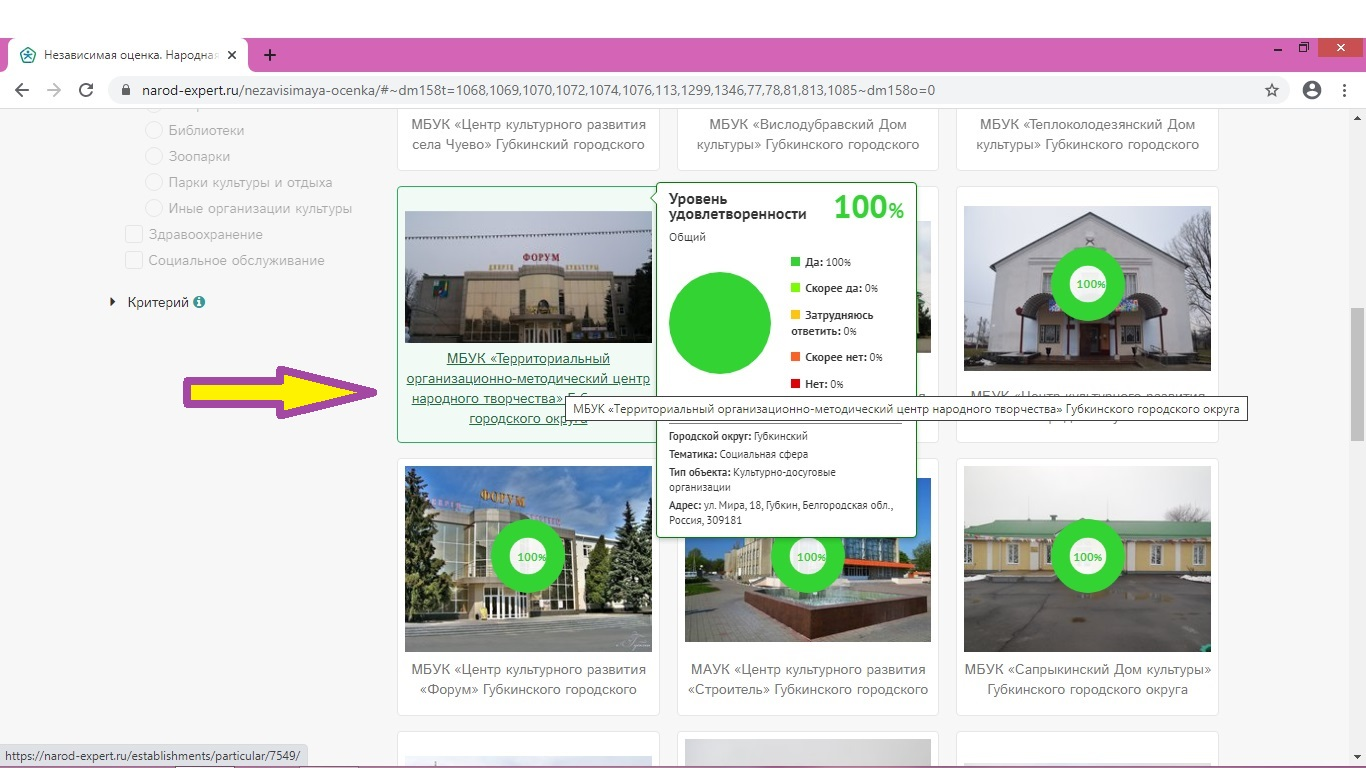 Независимая оценка. Народная
narod-expert.ru/nezavisimaya-ocenka/#~dm158t=1068,1069,1070,1072,1074,1076,113,1299,1346,77,78,81,813,1085~dm158o=0
Библиотеки
Зоопарки
Парки культуры и отдыха
Иные организации культуры
Здравоохранение
Социальное обслуживание
Критерий
МБУК «Центр культурного развития
села Чуево» Губкинский городского
МБУК «Вислодубравский Дом
культуры» Губкинского городского
МБУК «Теплоколодезянский Дом
культуры» Губкинского городского
ФОРУМ
ДВОРЕЦ КУЛЬТУРЫ
МБУК «Территориальный
организационно-методический центр
народного творчества»
городского округа
Уровень
удовлетворенности
100%
Общий
Да: 100%
Скорее да: 0%
Затрудняюсь
ответить: 0%
Скорее нет: 0%
Нет: 0%
МБУК «Территориальный организационно-методический центр народного творчества» Губкинского городского округа
Городской округ: Губкинский
Тематика: Социальная сфера
Тип объекта: Культурно-досуговые
организации
Адрес: ул. Мира, 18, Губкин, Белгородская обл.,
Россия, 309181
100%
МБУК «Центр культурного развития
ФОРУМ
100%
МБУК «Центр культурного развития
«Форум» Губкинского городского
100%
МАУК «Центр культурного развития
«Строитель» Губкинского городского
100%
МБУК «Сапрыкинский Дом культуры»
Губкинского городского округа
https://narod-expert.ru/establishments/particular/7549/